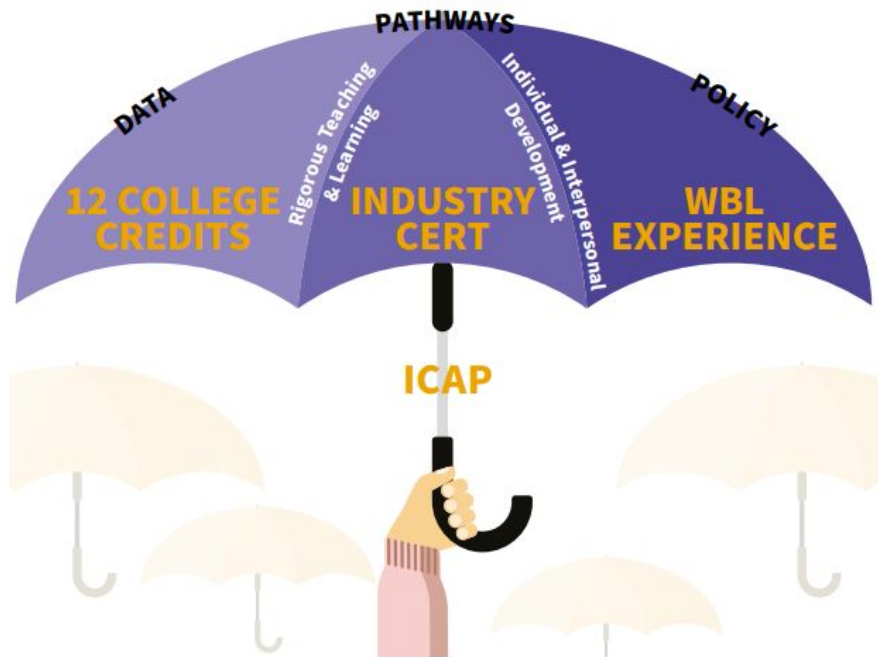 PATHWAYS
DATA
POLICY
Rigorous Teaching
& Learning
Individual & Interpersonal
Development
12 COLLEGE
CREDITS
INDUSTRY
CERT
WBL
EXPERIENCE
ICAP